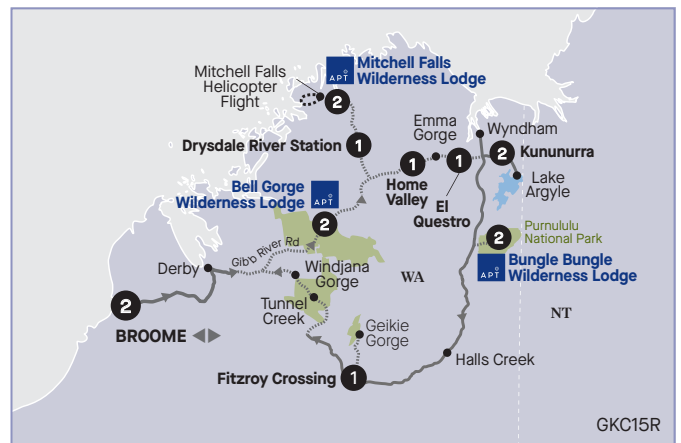 Mitchell Falls
Helicopter
Flight
APT
Mitchell Falls
Wilderness Lodge
2
Drysdale River Station
1
Emma
Gorge
Wyndham
2
Kununurra
1
1
Home
Valley
El
Questro
Lake
Argyle
Bell Gorge
Wilderness Lodge
APT
2
Purnululu
National Park
2
APT
Bungle Bungle
Wilderness Lodge
Gibb River Rd
Derby
Windjana
Gorge
WA
NT
Tunnel
Creek
2
BROOME
Geikie
Gorge
Halls Creek
Fitzroy Crossing
1
GKC15R